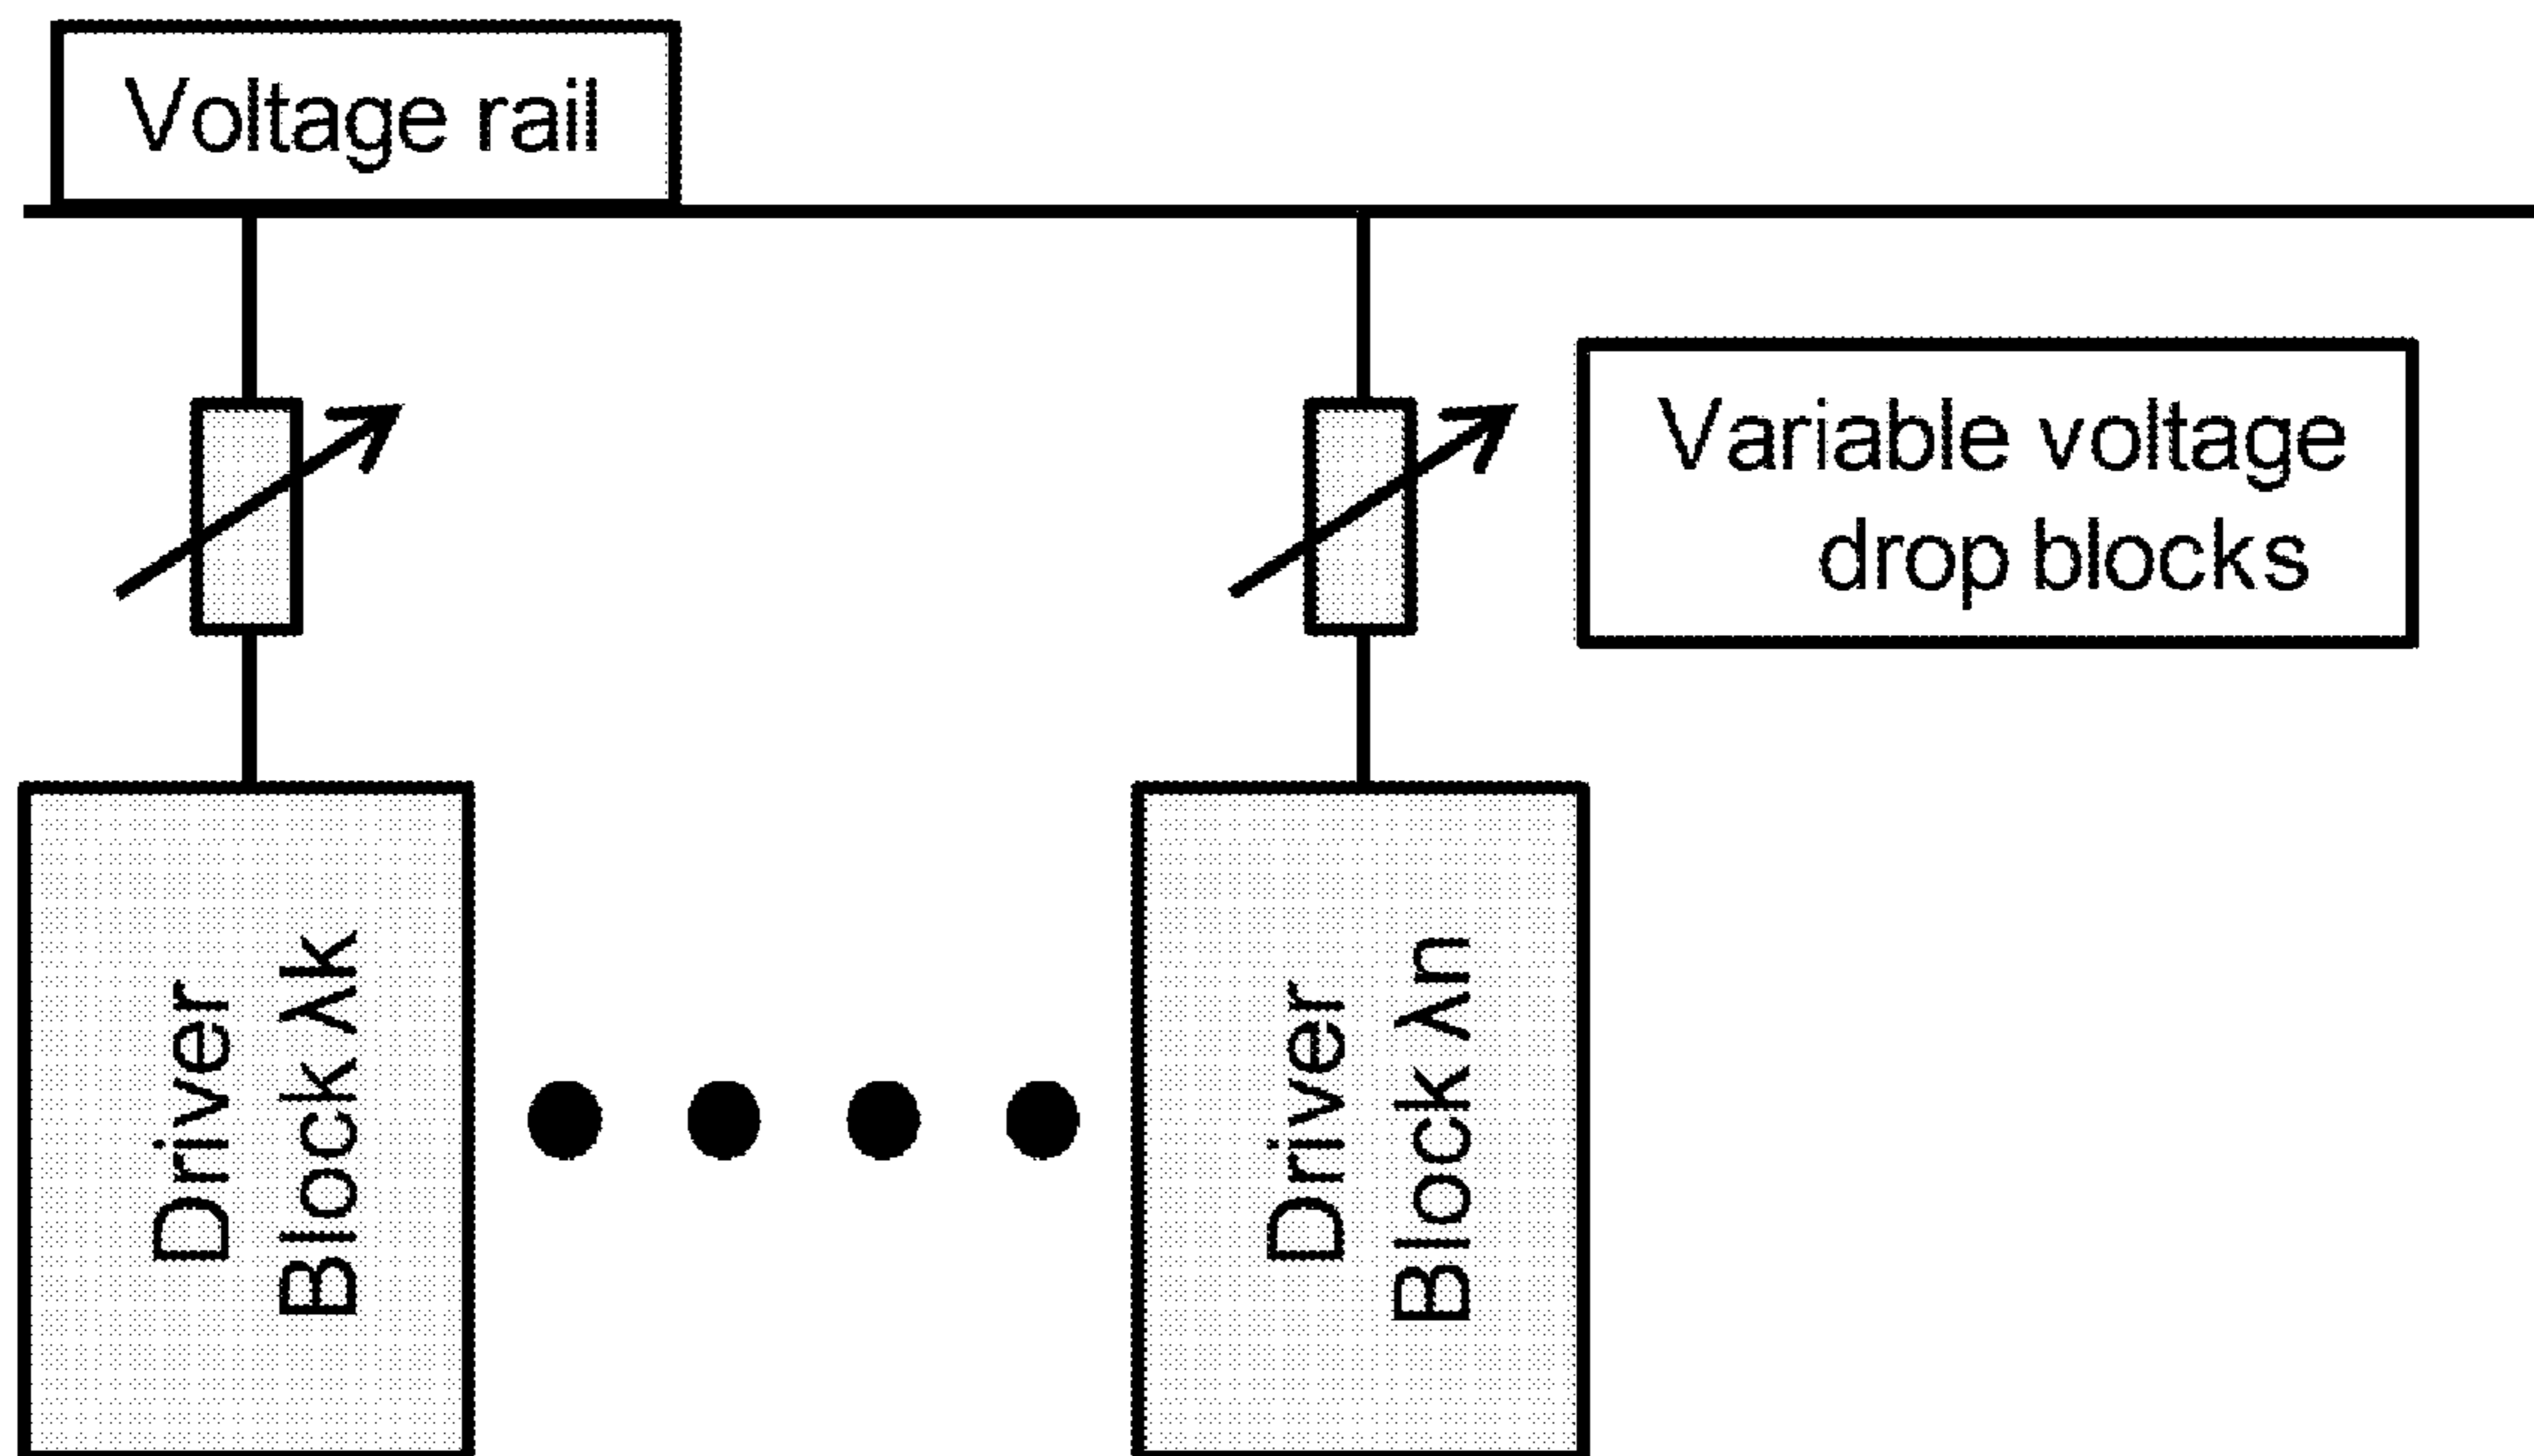 Voltage rail
Variable voltage
drop blocks
Driver
Block λk
Driver
Block λn